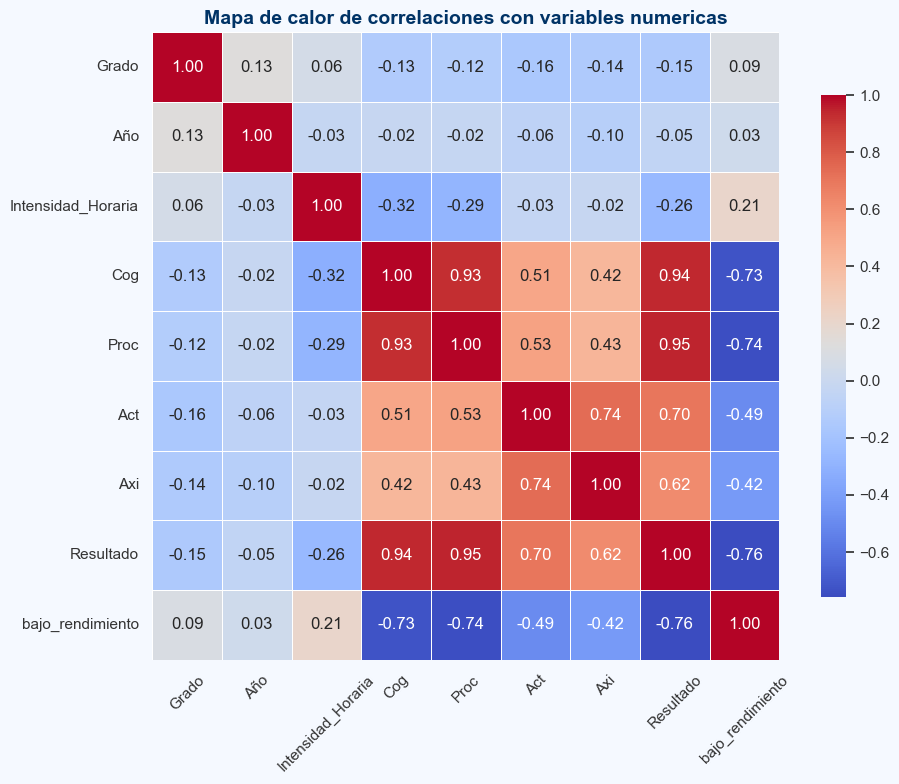 Mapa de calor de correlaciones con variables numericas
Grado 1.00 0.13 0.06 -0.13 -0.12 -0.16 -0.14 -0.15 0.09
Año 0.13 1.00 -0.03 -0.02 -0.02 -0.06 -0.10 -0.05 0.03
Intensidad_Horaria 0.06 -0.03 1.00 -0.32 -0.29 -0.03 -0.02 -0.26 0.21
Cog -0.13 -0.02 -0.32 1.00 0.93 0.51 0.42 0.94 -0.73
Proc -0.12 -0.02 -0.29 0.93 1.00 0.53 0.43 0.95 -0.74
Act -0.16 -0.06 -0.03 0.51 0.53 1.00 0.74 0.70 -0.49
Axi -0.14 -0.10 -0.02 0.42 0.43 0.74 1.00 0.62 -0.42
Resultado -0.15 -0.05 -0.26 0.94 0.95 0.70 0.62 1.00 -0.76
bajo_rendimiento 0.09 0.03 0.21 -0.73 -0.74 -0.49 -0.42 -0.76 1.00
Grado Año Intensidad_Horaria Cog Proc Act Axi Resultado bajo_rendimiento
1.0
0.8
0.6
0.4
0.2
0.0
−0.2
−0.4
−0.6